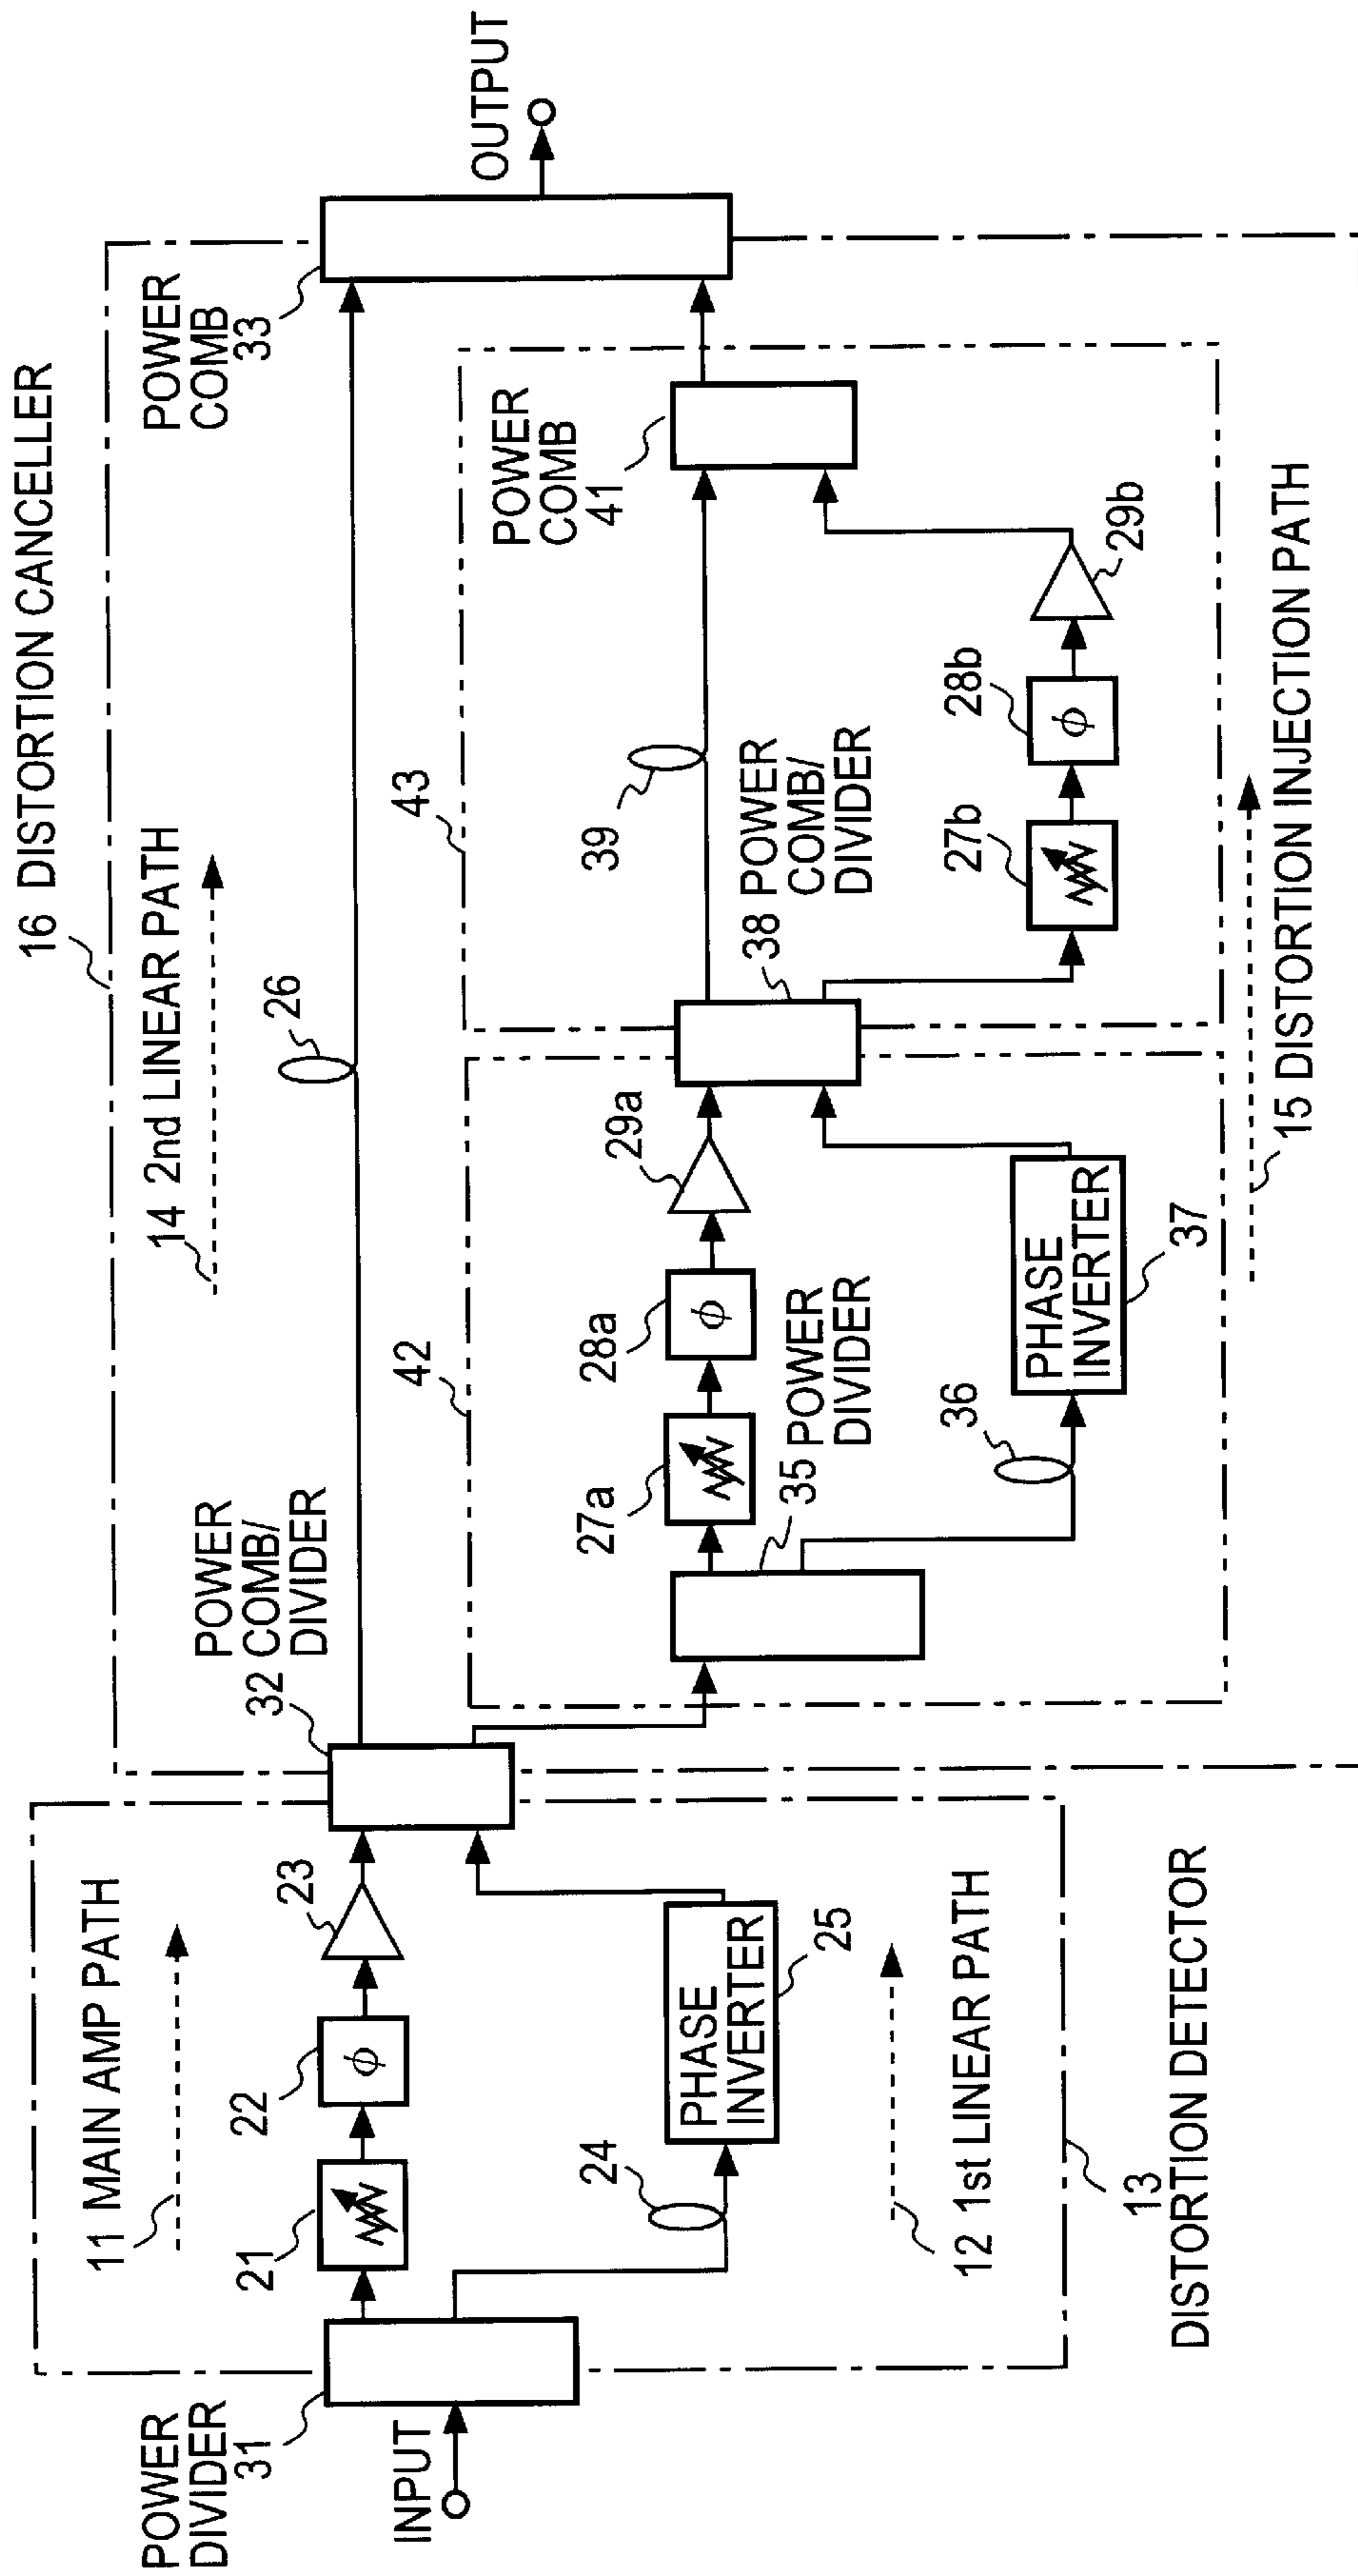 16 DISTORTION CANCELLER
14 2nd LINEAR PATH
26
POWER
COMB
33
OUTPUT
POWER
COMB/
DIVIDER
32
11 MAIN AMP PATH
21
22
ϕ
23
POWER
DIVIDER
31
INPUT
24
PHASE
INVERTER
25
12 1st LINEAR PATH
13
DISTORTION DETECTOR
42
27a
28a
ϕ
29a
35 POWER
DIVIDER
36
PHASE
INVERTER
37
43
39
38 POWER
COMB/
DIVIDER
27b
28b
ϕ
29b
POWER
COMB
41
15 DISTORTION INJECTION PATH